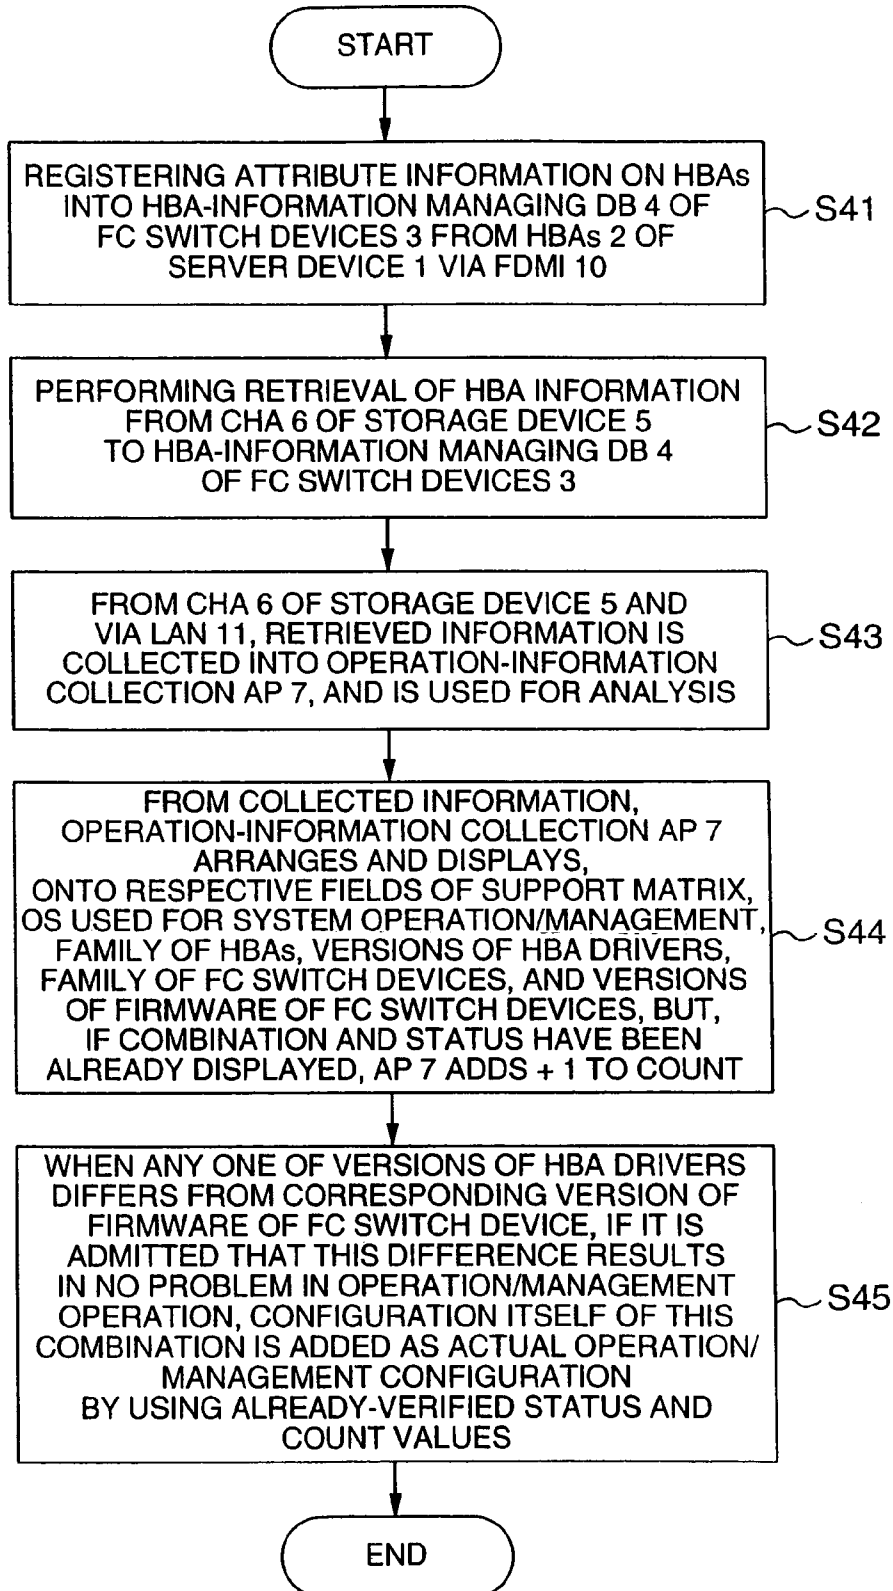 START
REGISTERING ATTRIBUTE INFORMATION ON HBAs
INTO HBA-INFORMATION MANAGING DB 4 OF
FC SWITCH DEVICES 3 FROM HBAs 2 OF
SERVER DEVICE 1 VIA FDMI 10
S41
PERFORMING RETRIEVAL OF HBA INFORMATION
FROM CHA 6 OF STORAGE DEVICE 5
TO HBA-INFORMATION MANAGING DB 4
OF FC SWITCH DEVICES 3
S42
FROM CHA 6 OF STORAGE DEVICE 5 AND
VIA LAN 11, RETRIEVED INFORMATION IS
COLLECTED INTO OPERATION-INFORMATION
COLLECTION AP 7, AND IS USED FOR ANALYSIS
S43
FROM COLLECTED INFORMATION,
OPERATION-INFORMATION COLLECTION AP 7
ARRANGES AND DISPLAYS,
ONTO RESPECTIVE FIELDS OF SUPPORT MATRIX,
OS USED FOR SYSTEM OPERATION/MANAGEMENT,
FAMILY OF HBAs, VERSIONS OF HBA DRIVERS,
FAMILY OF FC SWITCH DEVICES, AND VERSIONS
OF FIRMWARE OF FC SWITCH DEVICES, BUT,
IF COMBINATION AND STATUS HAVE BEEN
ALREADY DISPLAYED, AP 7 ADDS + 1 TO COUNT
S44
WHEN ANY ONE OF VERSIONS OF HBA DRIVERS
DIFFERS FROM CORRESPONDING VERSION OF
FIRMWARE OF FC SWITCH DEVICE, IF IT IS
ADMITTED THAT THIS DIFFERENCE RESULTS
IN NO PROBLEM IN OPERATION/MANAGEMENT
OPERATION, CONFIGURATION ITSELF OF THIS
COMBINATION IS ADDED AS ACTUAL OPERATION/
MANAGEMENT CONFIGURATION
BY USING ALREADY-VERIFIED STATUS AND
COUNT VALUES
S45
END